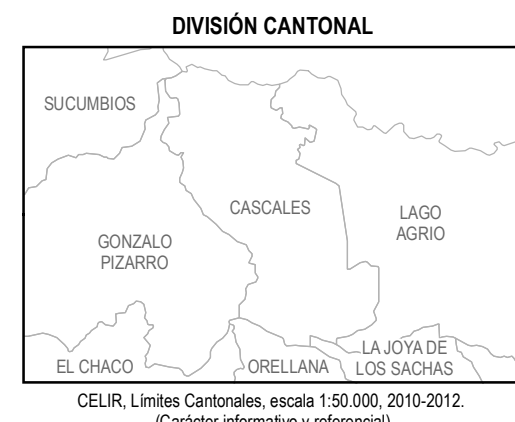 DIVISIÓN CANTONAL
SUCUMBIOS
CASCALES
LAGO
AGRIO
GONZALO
PIZARRO
EL CHACO
ORELLANA
LA JOYA DE
LOS SACHAS
CELIR, Límites Cantonales, escala 1:50.000, 2010-2012.
(Carácter informativo y referencial)